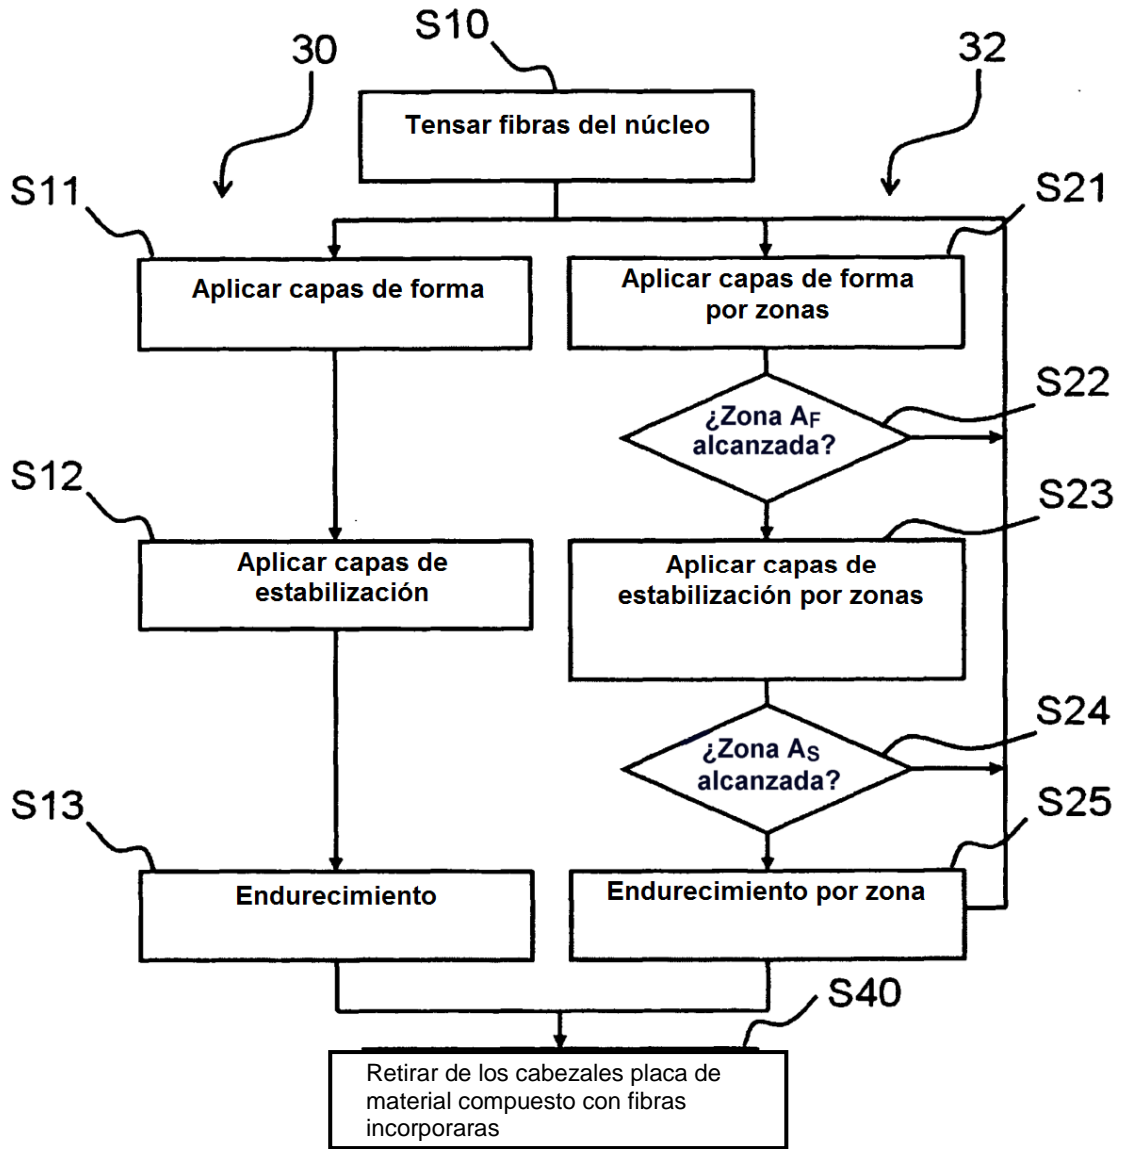 S10
30
32
Tensar fibras del núcleo
S11
S21
Aplicar capas de forma
Aplicar capas de forma
por zonas
S22
¿Zona AF
alcanzada?
S12
S23
Aplicar capas de
estabilización
Aplicar capas de
estabilización por zonas
S24
¿Zona AS
alcanzada?
S13
S25
Endurecimiento
Endurecimiento por zona
S40
Retirar de los cabezales placa de
material compuesto con fibras
incorporaras